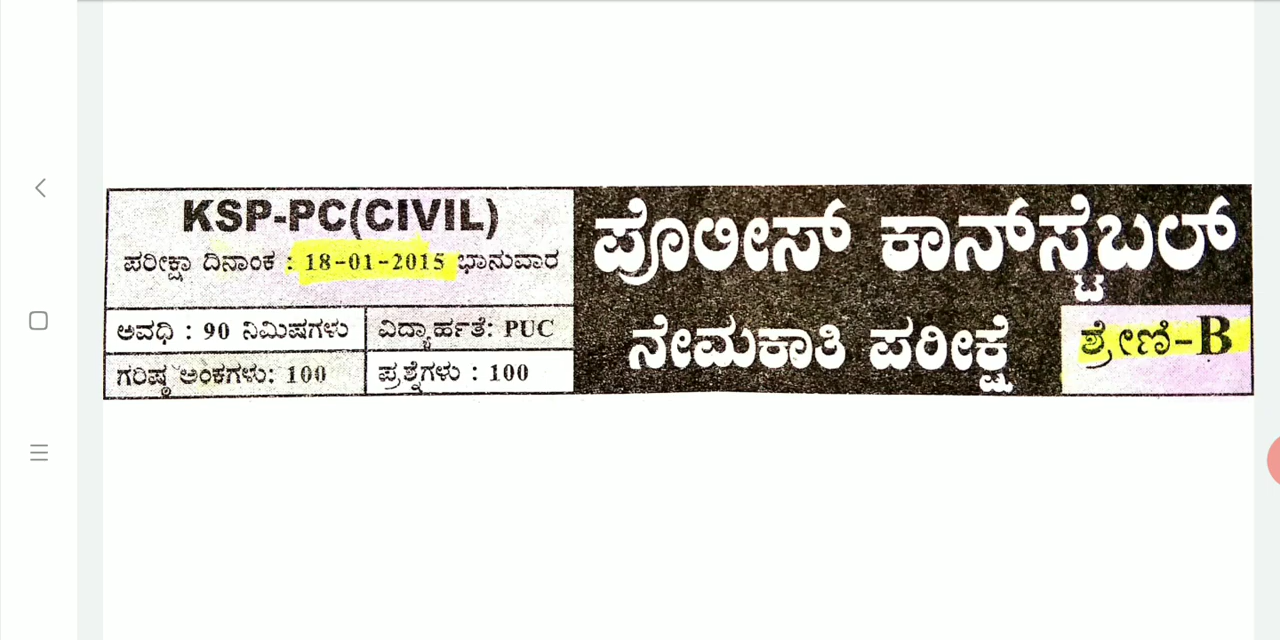 KSP-PC(CIVIL)
ಪರೀಕ್ಷಾ ದಿನಾಂಕ : 18-01-2015 ಭಾನುವಾರ
ಅವಧಿ : 90 ನಿಮಿಷಗಳು
ವಿದ್ಯಾರ್ಹತೆ: PUC
ಗರಿಷ್ಠ ಅಂಕಗಳು: 100
ಪ್ರಶ್ನೆಗಳು : 100
ಪೊಲೀಸ್ ಕಾನ್‌ಸ್ಟೆಬಲ್
ನೇಮಕಾತಿ ಪರೀಕ್ಷೆ
ಶ್ರೇಣಿ-B